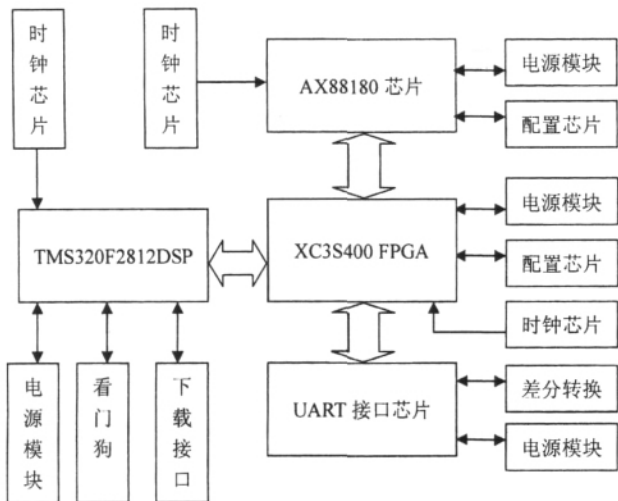 时钟芯片
时钟芯片
AX88180 芯片
电源模块
配置芯片
TMS320F2812DSP
XC3S400 FPGA
电源模块
配置芯片
时钟芯片
电源模块
看门狗
下载接口
UART 接口芯片
差分转换
电源模块